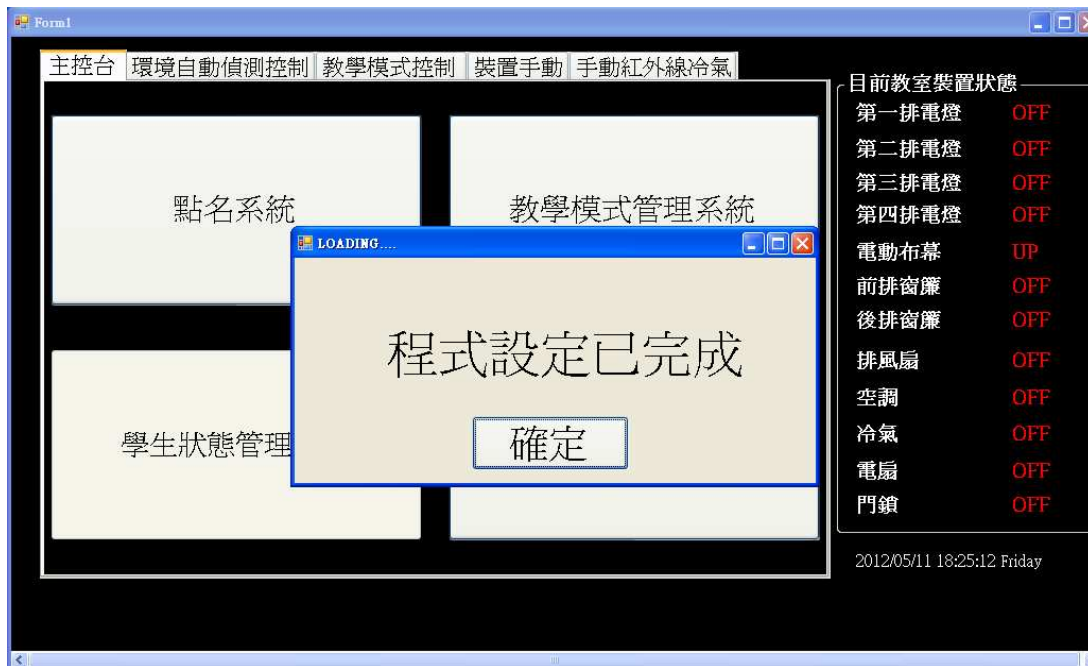 Form1
主控台 環境自動偵測控制 教學模式控制 裝置手動 手動紅外線冷氣
點名系統
教學模式管理系統
學生狀態管理
LOADING....
程式設定已完成
確定
目前教室裝置狀態
第一排電燈 OFF
第二排電燈 OFF
第三排電燈 OFF
第四排電燈 OFF
電動布幕 UP
前排窗簾 OFF
後排窗簾 OFF
排風扇 OFF
空調 OFF
冷氣 OFF
電扇 OFF
門鎖 OFF
2012/05/11 18:25:12 Friday